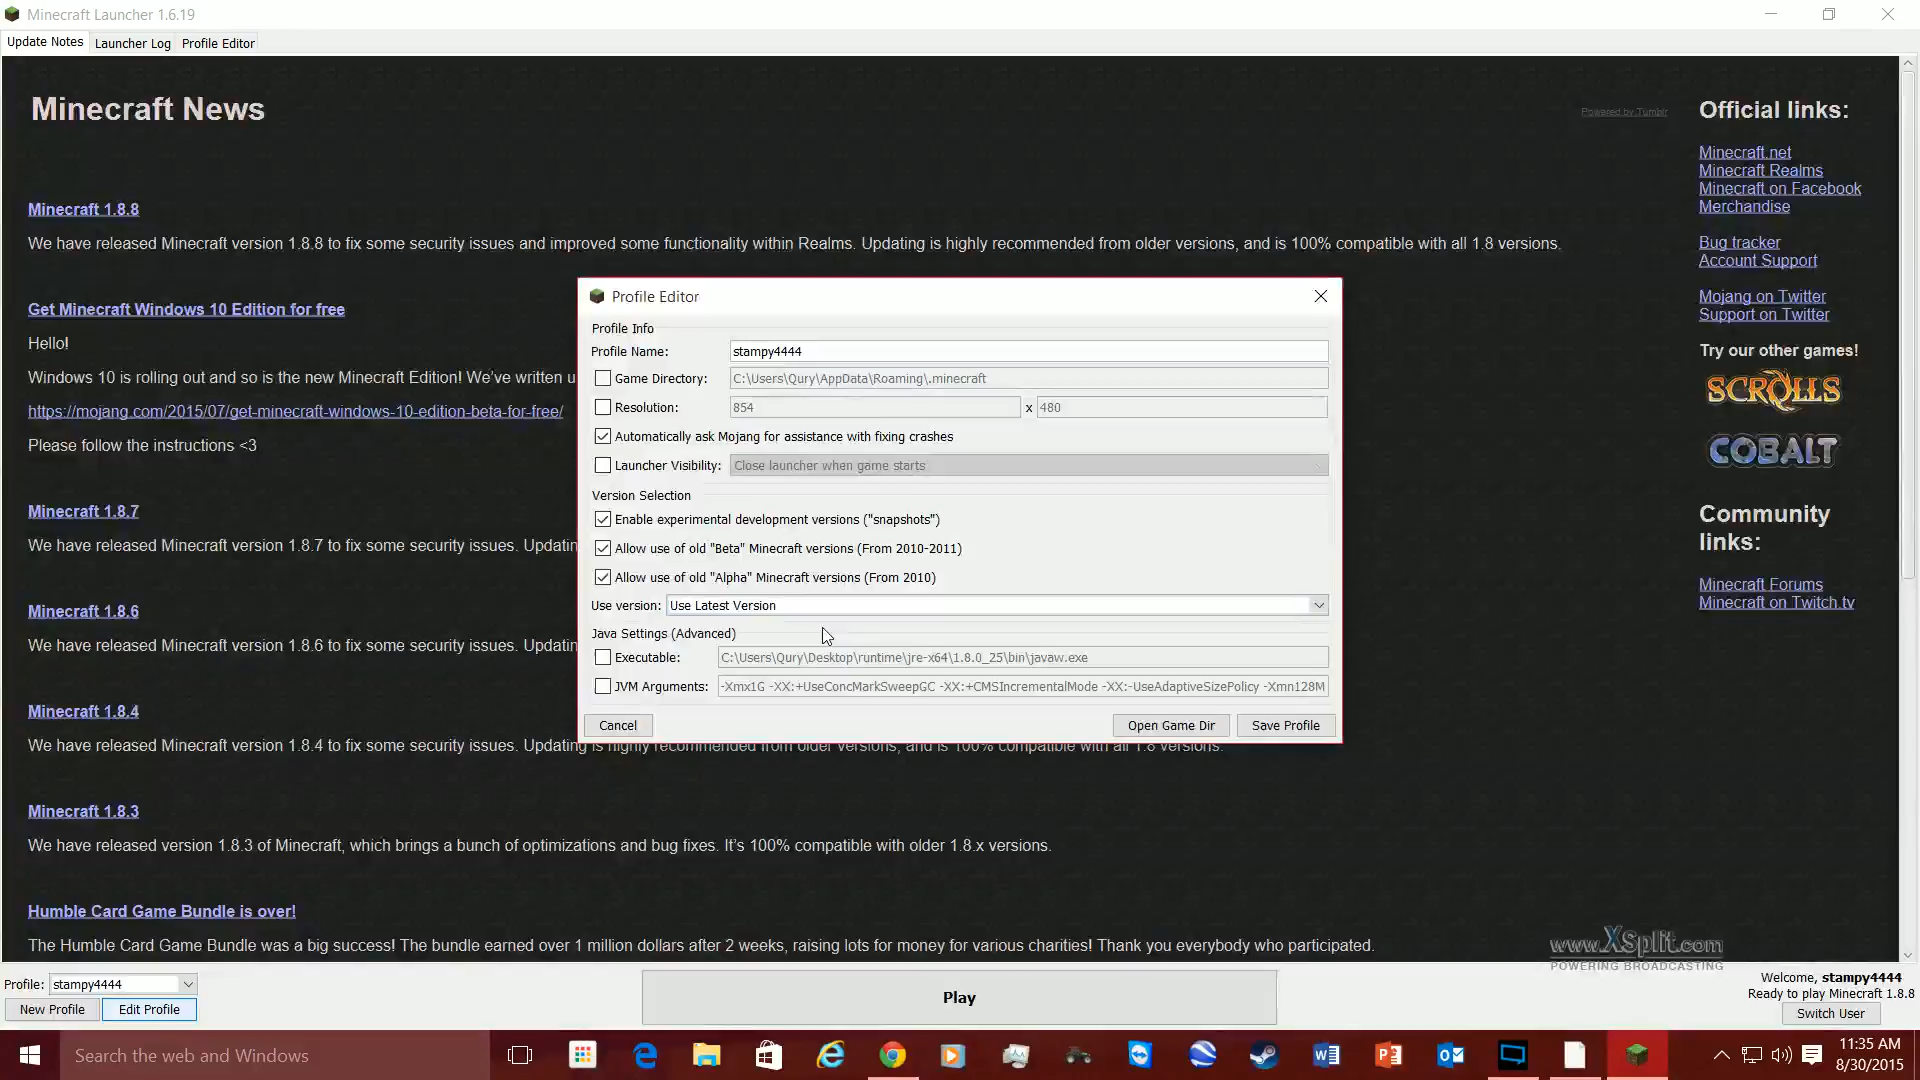 Minecraft Launcher 1.6.19
Update Notes
Launcher Log
Profile Editor
Minecraft News
Powered by Tumblr
Minecraft 1.8.8
We have released Minecraft version 1.8.8 to fix some security issues and improved some functionality within Realms. Updating is highly recommended from older versions, and is 100% compatible with all 1.8 versions.
Get Minecraft Windows 10 Edition for free
Hello!
Windows 10 is rolling out and so is the new Minecraft Edition! We've written u
https://mojang.com/2015/07/get-minecraft-windows-10-edition-beta-for-free/
Please follow the instructions <3
Minecraft 1.8.7
We have released Minecraft version 1.8.7 to fix some security issues. Updatin
Minecraft 1.8.6
We have released Minecraft version 1.8.6 to fix some security issues. Updatin
Minecraft 1.8.4
We have released Minecraft version 1.8.4 to fix some security issues. Updating is highly recommended from older versions, and is 100% compatible with all 1.8 versions.
Minecraft 1.8.3
We have released version 1.8.3 of Minecraft, which brings a bunch of optimizations and bug fixes. It's 100% compatible with older 1.8.x versions.
Humble Card Game Bundle is over!
The Humble Card Game Bundle was a big success! The bundle earned over 1 million dollars after 2 weeks, raising lots for money for various charities! Thank you everybody who participated.
Profile Editor
Profile Info
Profile Name: stampy4444
Game Directory: C:\Users\Qury\AppData\Roaming\.minecraft
Resolution: 854 x 480
Automatically ask Mojang for assistance with fixing crashes
Launcher Visibility: Close launcher when game starts
Version Selection
Enable experimental development versions ("snapshots")
Allow use of old "Beta" Minecraft versions (From 2010-2011)
Allow use of old "Alpha" Minecraft versions (From 2010)
Use version: Use Latest Version
Java Settings (Advanced)
Executable: C:\Users\Qury\Desktop\runtime\jre-x64\1.8.0_25\bin\javaw.exe
JVM Arguments: -Xmx1G -XX:+UseConcMarkSweepGC -XX:+CMSIncrementalMode -XX:-UseAdaptiveSizePolicy -Xmn128M
Cancel
Open Game Dir
Save Profile
Official links:
Minecraft.net
Minecraft Realms
Minecraft on Facebook
Merchandise
Bug tracker
Account Support
Mojang on Twitter
Support on Twitter
Try our other games!
SCROLLS
COBALT
Community
links:
Minecraft Forums
Minecraft on Twitch.tv
www.XSplit.com
POWERING BROADCASTING
Profile: stampy4444
New Profile
Edit Profile
Play
Welcome, stampy4444
Ready to play Minecraft 1.8.8
Switch User
Search the web and Windows
11:35 AM
8/30/2015